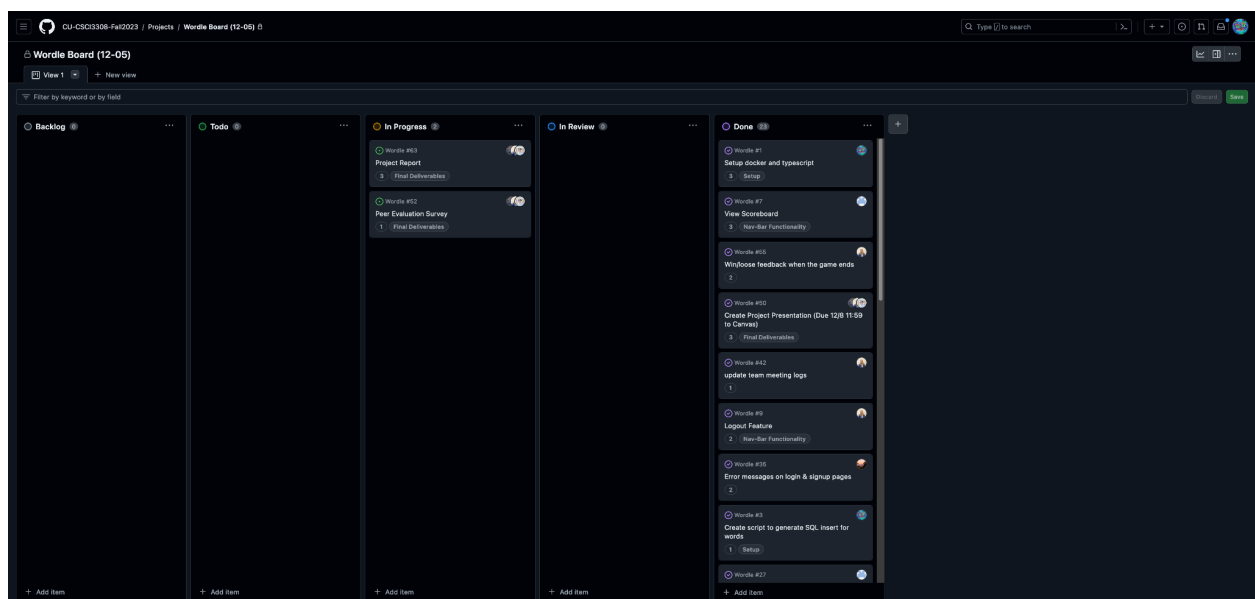 CU-CSCI3308-Fall2023 / Projects / Wordle Board (12-05)
Type / to search
Wordle Board (12-05)
View 1
+ New view
Filter by keyword or by field
Discard
Save
Backlog 0
Todo 0
In Progress 2
In Review 0
Done 23
Wordle #63
Project Report
3 Final Deliverables
Wordle #52
Peer Evaluation Survey
1 Final Deliverables
Wordle #1
Setup docker and typescript
3 Setup
Wordle #7
View Scoreboard
3 Nav-Bar Functionality
Wordle #56
Win/loose feedback when the game ends
2
Wordle #50
Create Project Presentation (Due 12/8 11:59
to Canvas)
3 Final Deliverables
Wordle #42
update team meeting logs
1
Wordle #9
Logout Feature
2 Nav-Bar Functionality
Wordle #36
Error messages on login & signup pages
2
Wordle #3
Create script to generate SQL insert for
words
1 Setup
Wordle #27
+ Add item
+ Add item
+ Add item
+ Add item
+ Add item